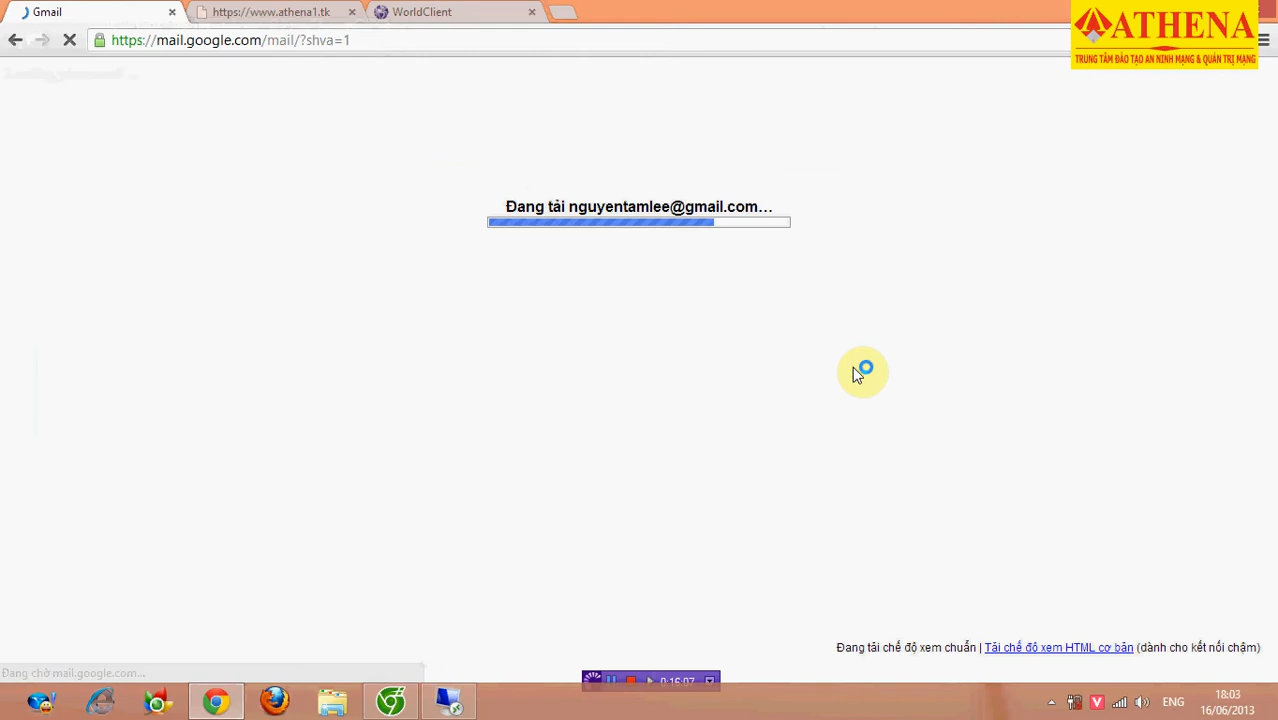 Gmail
https://www.athena1.tk
WorldClient
https://mail.google.com/mail/?shva=1
ATHENA
TRUNG TÂM ĐÀO TẠO AN NINH MẠNG & QUẢN TRỊ MẠNG
Đang tải nguyentamlee@gmail.com...
Đang tải chế độ xem chuẩn | Tải chế độ xem HTML cơ bản (dành cho kết nối chậm)
Đang chờ mail.google.com...
0:16:07
ENG
18:03
16/06/2013